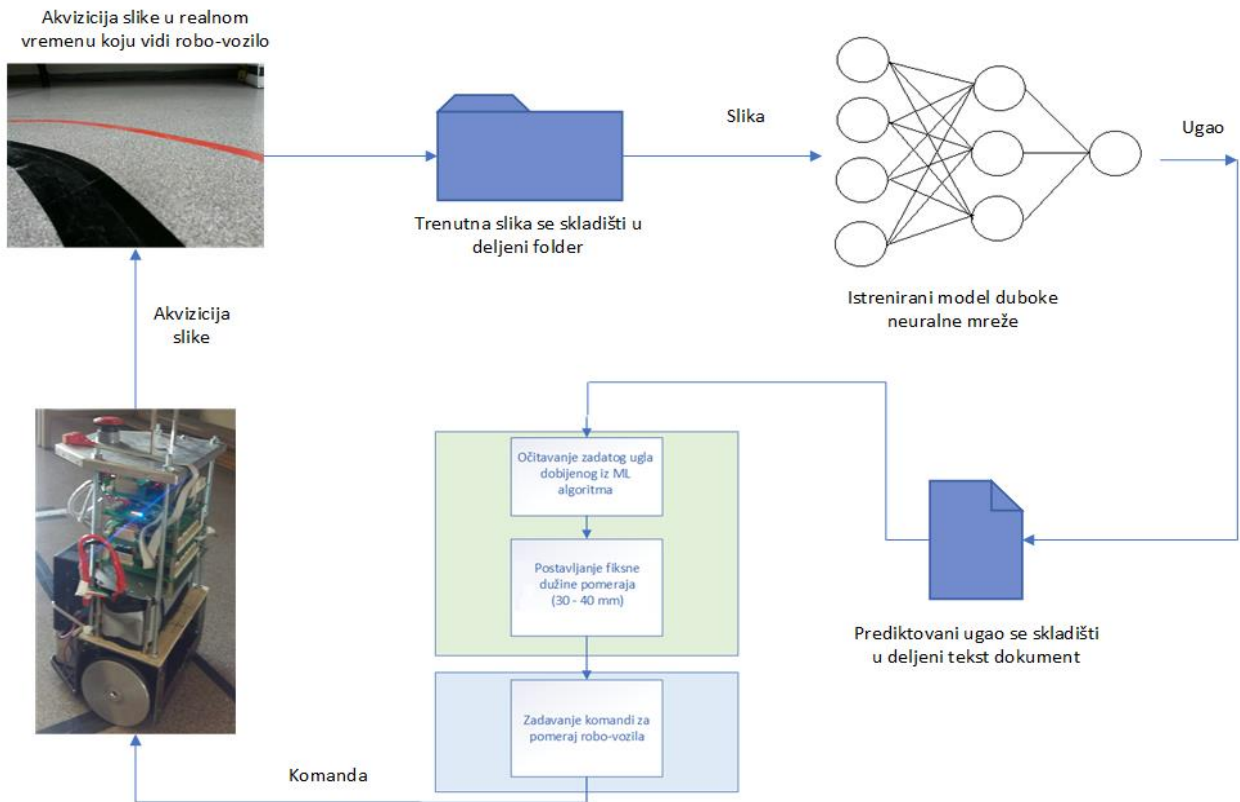 Akvizicija slike u realnom
vremenu koju vidi robo-vozilo
Trenutna slika se skladišti u
deljeni folder
Slika
Istrenirani model duboke
neuralne mreže
Ugao
Akvizicija
slike
Očitavanje zadatog ugla
dobijenog iz ML
algoritma
Postavljanje fiksne
dužine pomeraja
(30 - 40 mm)
Prediktovani ugao se skladišti
u deljeni tekst dokument
Zadavanje komandi za
pomeraj robo-vozila
Komanda